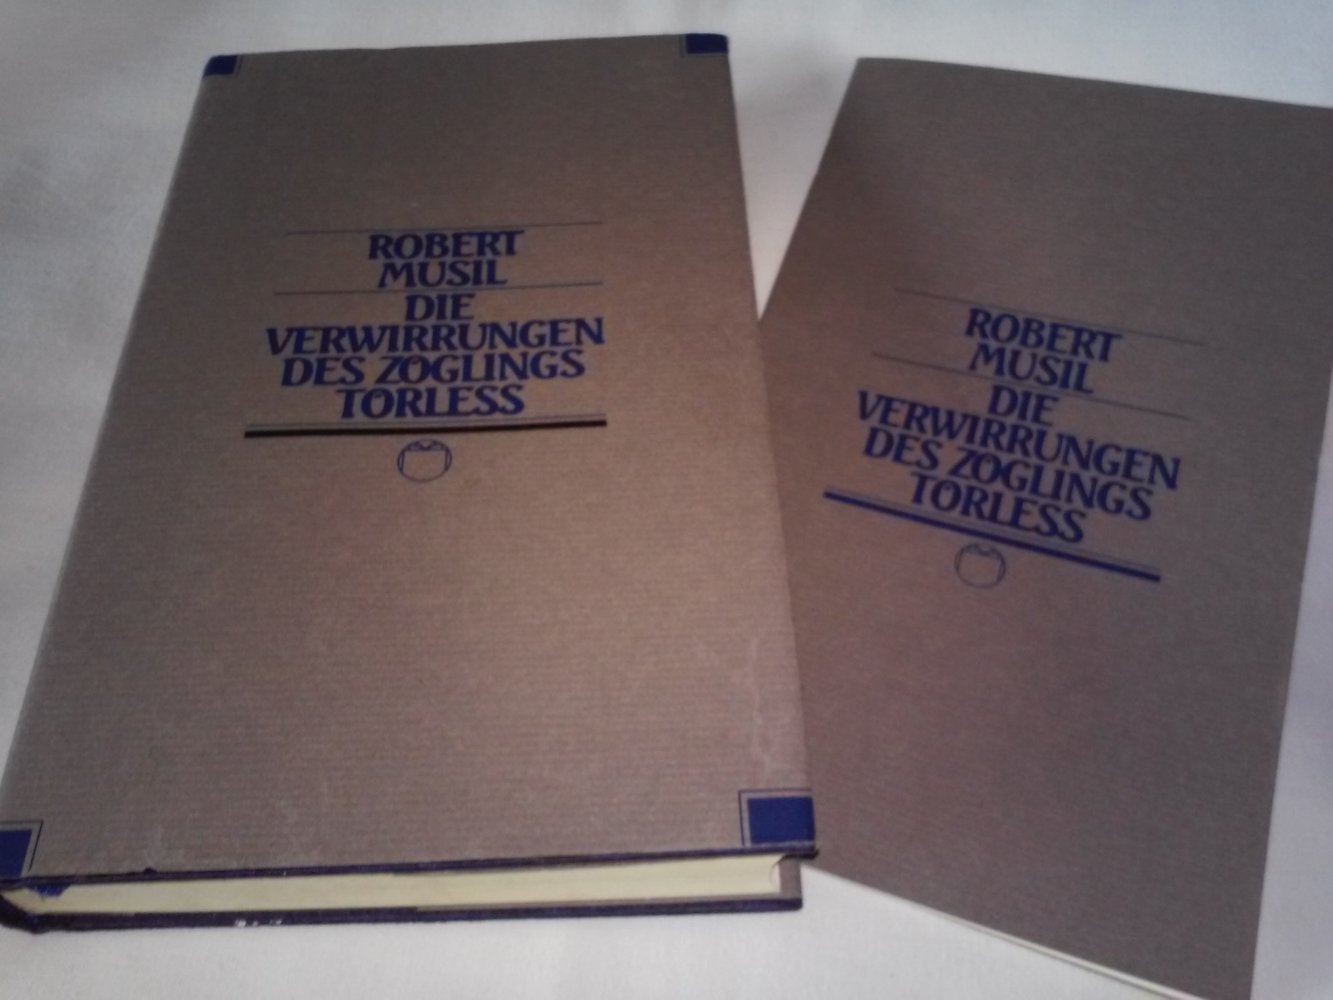 ROBERT
MUSIL
DIE
VERWIRRUNGEN
DES ZÖGLINGS
TÖRLESS
ROBERT
MUSIL
DIE
VERWIRRUNGEN
DES ZÖGLINGS
TÖRLESS